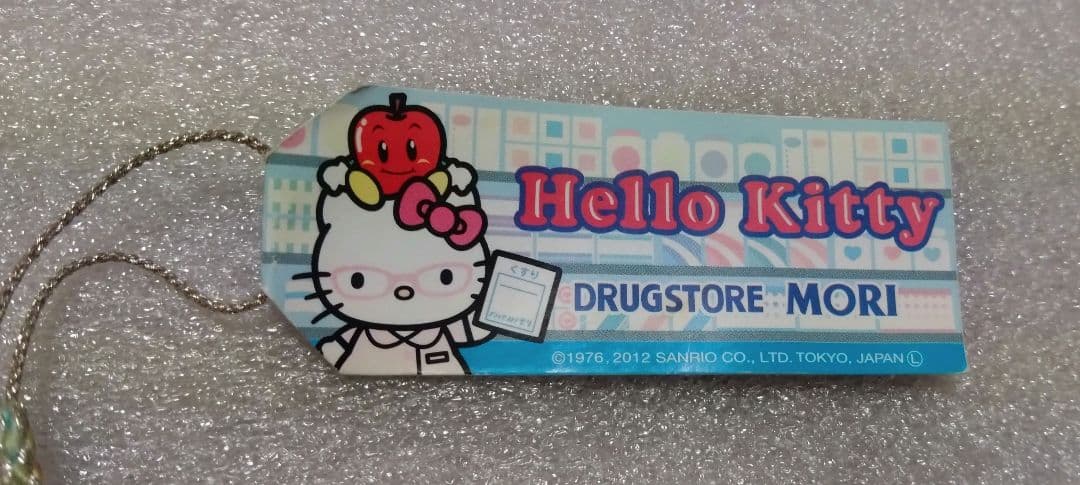 Hello Kitty
くすり
DRUGSTORE MORI
©1976, 2012 SANRIO CO., LTD. TOKYO, JAPAN Ⓛ